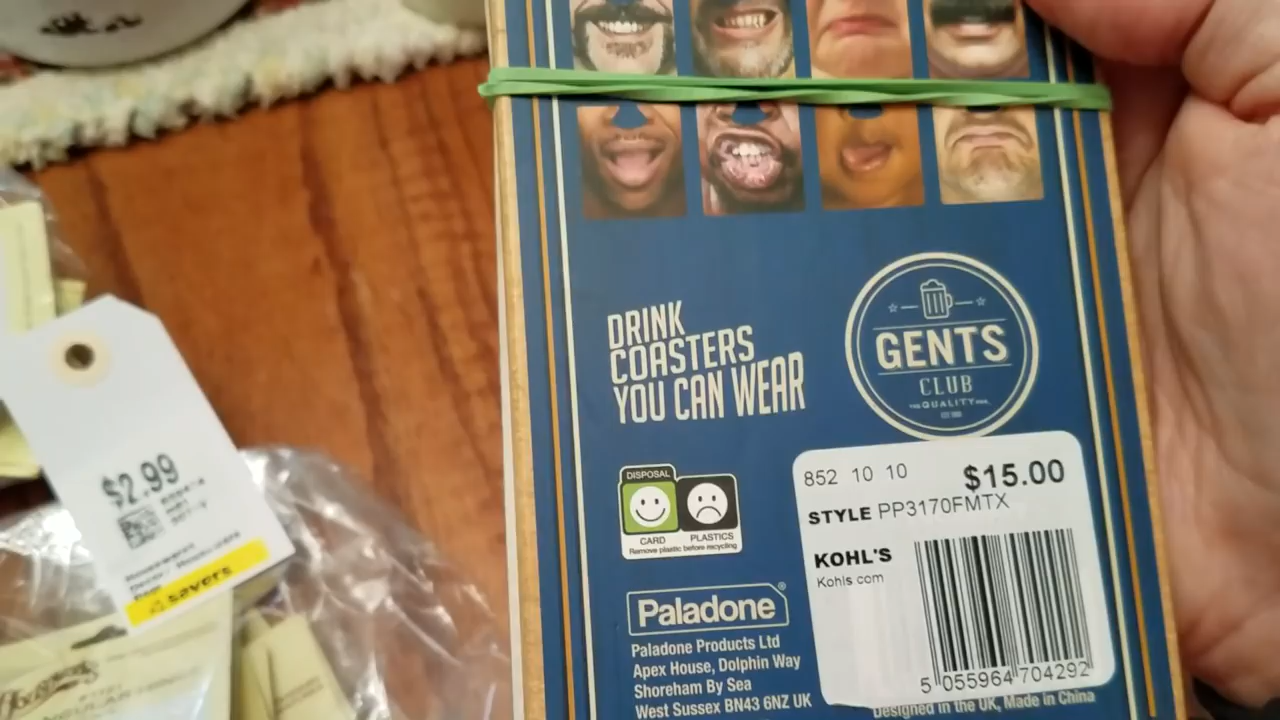 DRINK
COASTERS
YOU CAN WEAR
GENTS
CLUB
THE QUALITY
DISPOSAL
CARD PLASTICS
Remove plastic before recycling
852 10 10 $15.00
STYLE PP3170FMTX
KOHL'S
Kohls com
5 055964 704292
Paladone®
Paladone Products Ltd
Apex House, Dolphin Way
Shoreham By Sea
West Sussex BN43 6NZ UK
Designed in the UK, Made in China
$2.99
savers